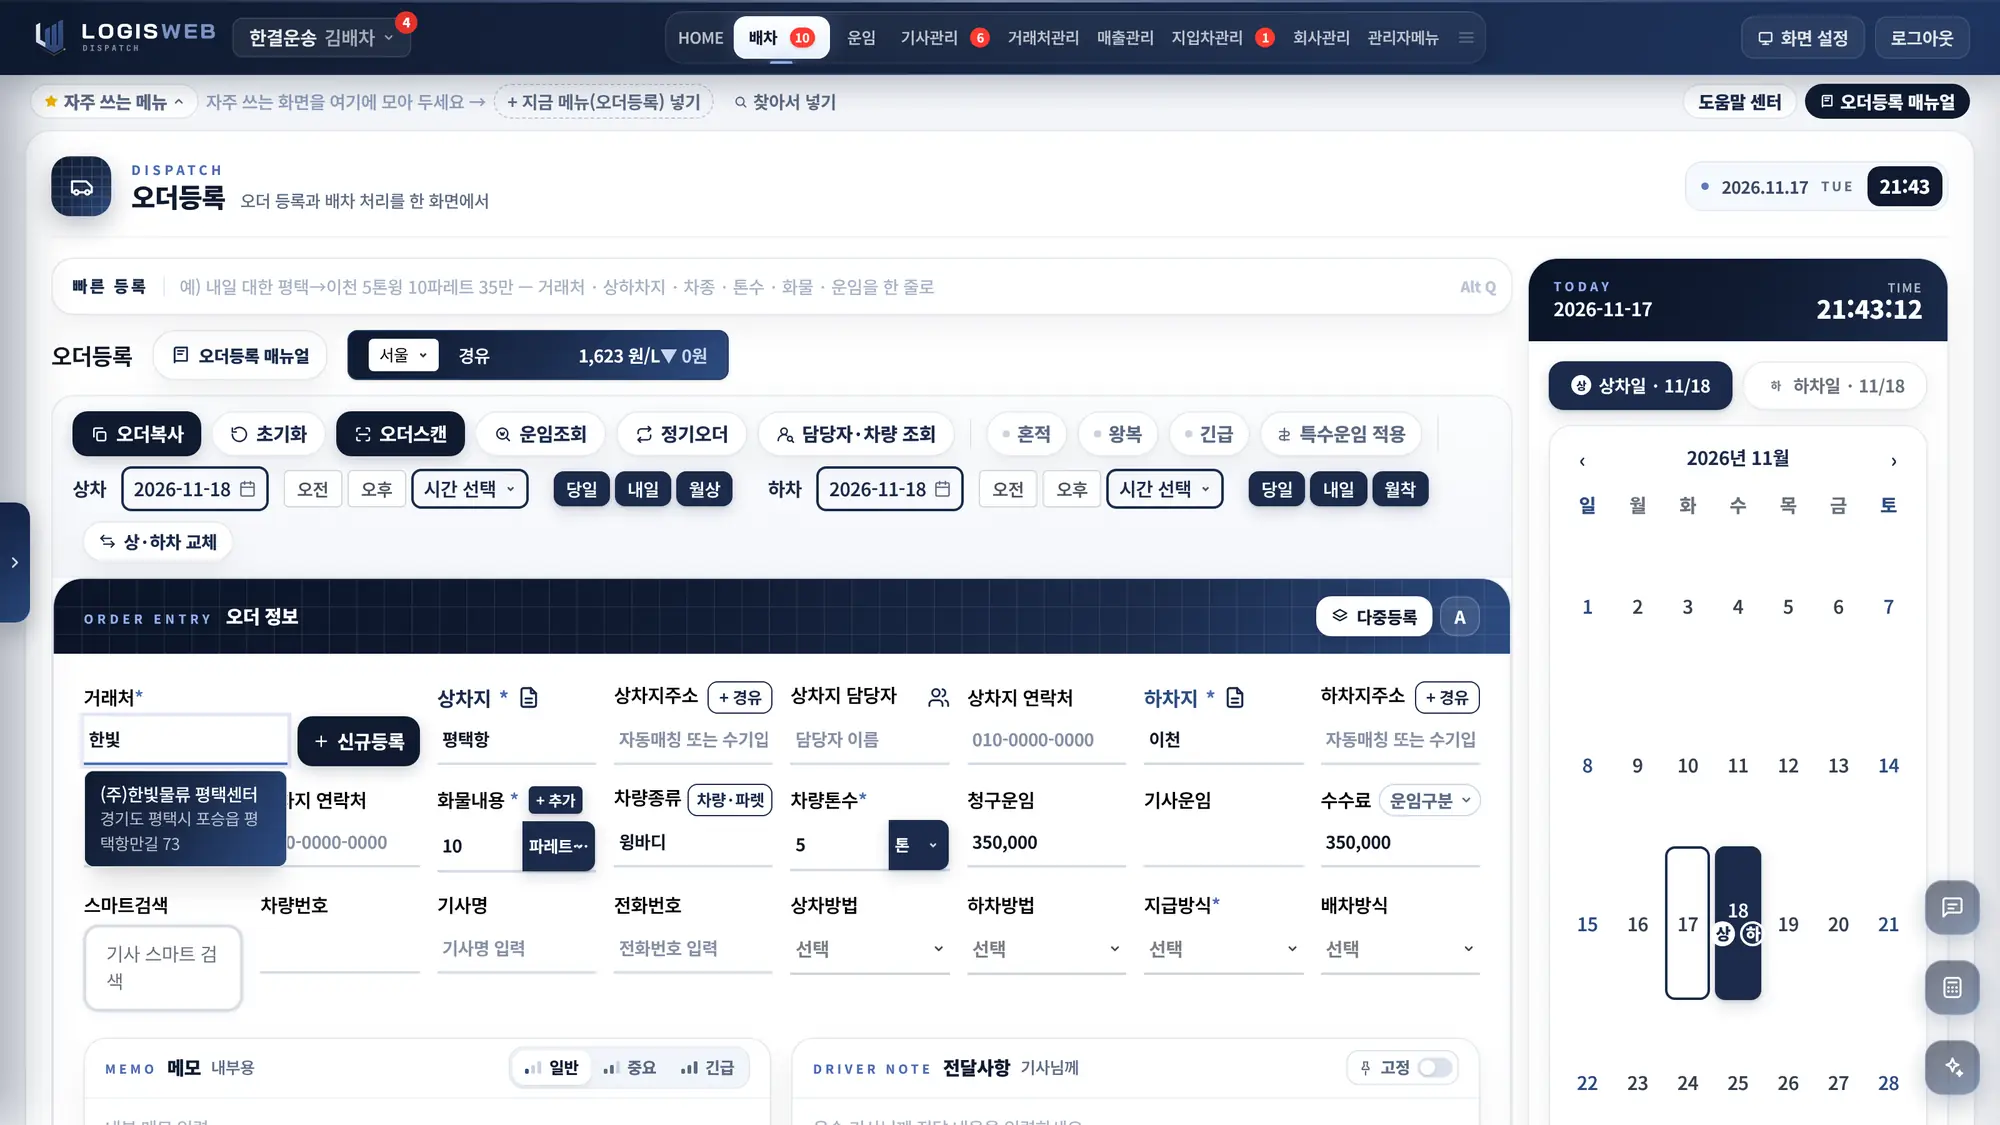 LOGISWEB
DISPATCH
한결운송 김배차 4
HOME 배차 10 운임 기사관리 6 거래처관리 매출관리 지입차관리 1 회사관리 관리자메뉴
화면 설정 로그아웃
자주 쓰는 메뉴 자주 쓰는 화면을 여기에 모아 두세요 → + 지금 메뉴(오더등록) 넣기 찾아서 넣기
도움말 센터 오더등록 매뉴얼
DISPATCH
오더등록 오더 등록과 배차 처리를 한 화면에서
2026.11.17 TUE 21:43
빠른 등록 예) 내일 대한 평택→이천 5톤윙 10파레트 35만 — 거래처 · 상하차지 · 차종 · 톤수 · 화물 · 운임을 한 줄로 Alt Q
오더등록 오더등록 매뉴얼 서울 경유 1,623 원/L▼ 0원
오더복사 초기화 오더스캔 운임조회 정기오더 담당자·차량 조회 혼적 왕복 긴급 특수운임 적용
상차 2026-11-18 오전 오후 시간 선택 당일 내일 월상 하차 2026-11-18 오전 오후 시간 선택 당일 내일 월착
상·하차 교체
ORDER ENTRY 오더 정보 다중등록 A
거래처* 상차지 * 상차지주소 + 경유 상차지 담당자 상차지 연락처 하차지 * 하차지주소 + 경유
한빛 + 신규등록 평택항 자동매칭 또는 수기입 담당자 이름 010-0000-0000 이천 자동매칭 또는 수기입
(주)한빛물류 평택센터
경기도 평택시 포승읍 평
택항만길 73
차지 연락처 화물내용 * + 추가 차량종류 차량·파렛 차량톤수* 청구운임 기사운임 수수료 운임구분
0-0000-0000 10 파레트 윙바디 5 톤 350,000 350,000
스마트검색 차량번호 기사명 전화번호 상차방법 하차방법 지급방식* 배차방식
기사 스마트 검
색
기사명 입력 전화번호 입력 선택 선택 선택 선택
MEMO 메모 내부용 일반 중요 긴급
DRIVER NOTE 전달사항 기사님께 고정
TODAY
2026-11-17
TIME
21:43:12
상 상차일 · 11/18 하 하차일 · 11/18
‹ 2026년 11월 ›
일 월 화 수 목 금 토
1 2 3 4 5 6 7
8 9 10 11 12 13 14
15 16 17 18 19 20 21
상 하
22 23 24 25 26 27 28